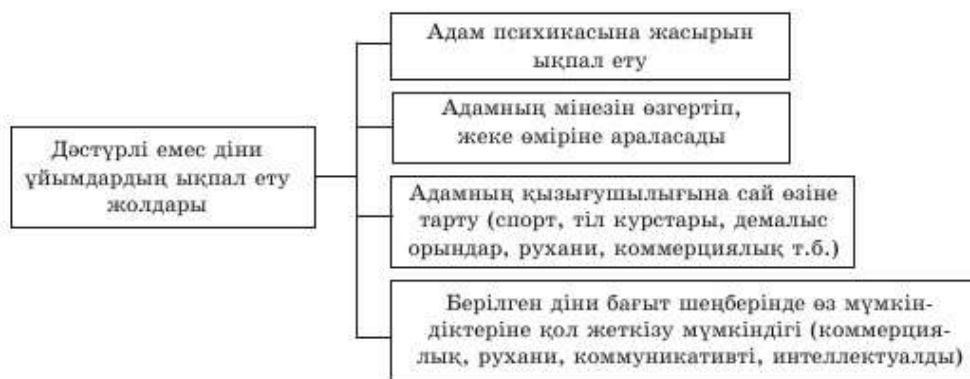 Дәстүрлі емес діни
ұйымдардың ықпал ету
жолдары
Адам психикасына жасырын
ықпал ету
Адамның мінезін өзгертіп,
жеке өміріне араласады
Адамның қызығушылығына сай өзіне
тарту (спорт, тіл курстары, демалыс
орындар, рухани, коммерциялық т.б.)
Берілген діни бағыт шеңберінде өз мүмкін-
діктеріне қол жеткізу мүмкіндігі (коммерция-
лық, рухани, коммуникативті, интеллектуалды)